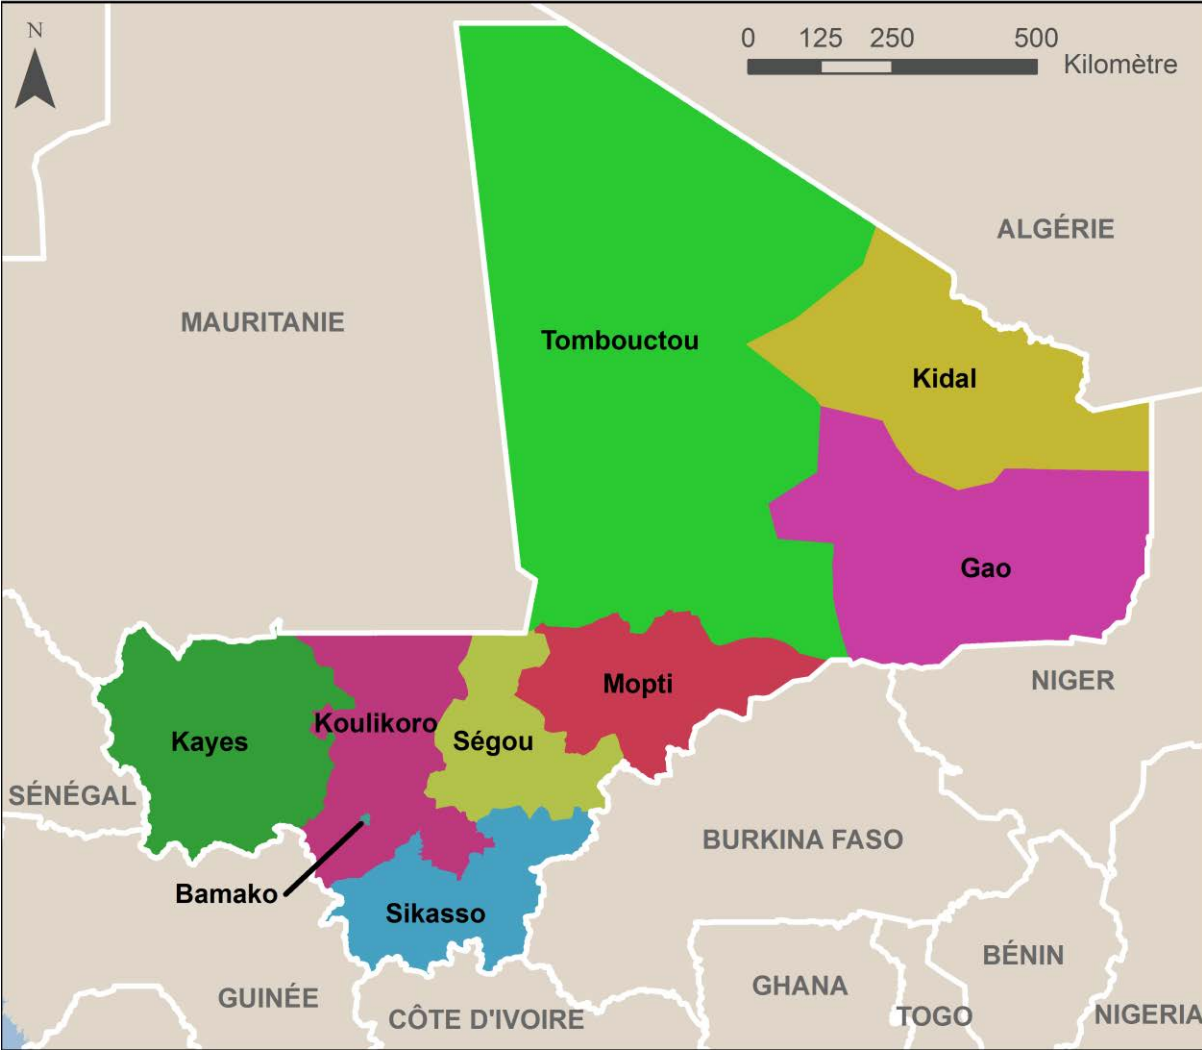 N
0 125 250 500
Kilomètre
ALGÉRIE
MAURITANIE
Tombouctou
Kidal
Gao
NIGER
Mopti
Koulikoro
Ségou
Kayes
SÉNÉGAL
BURKINA FASO
Bamako
Sikasso
BÉNIN
GHANA
GUINÉE
TOGO
NIGERIA
CÔTE D'IVOIRE